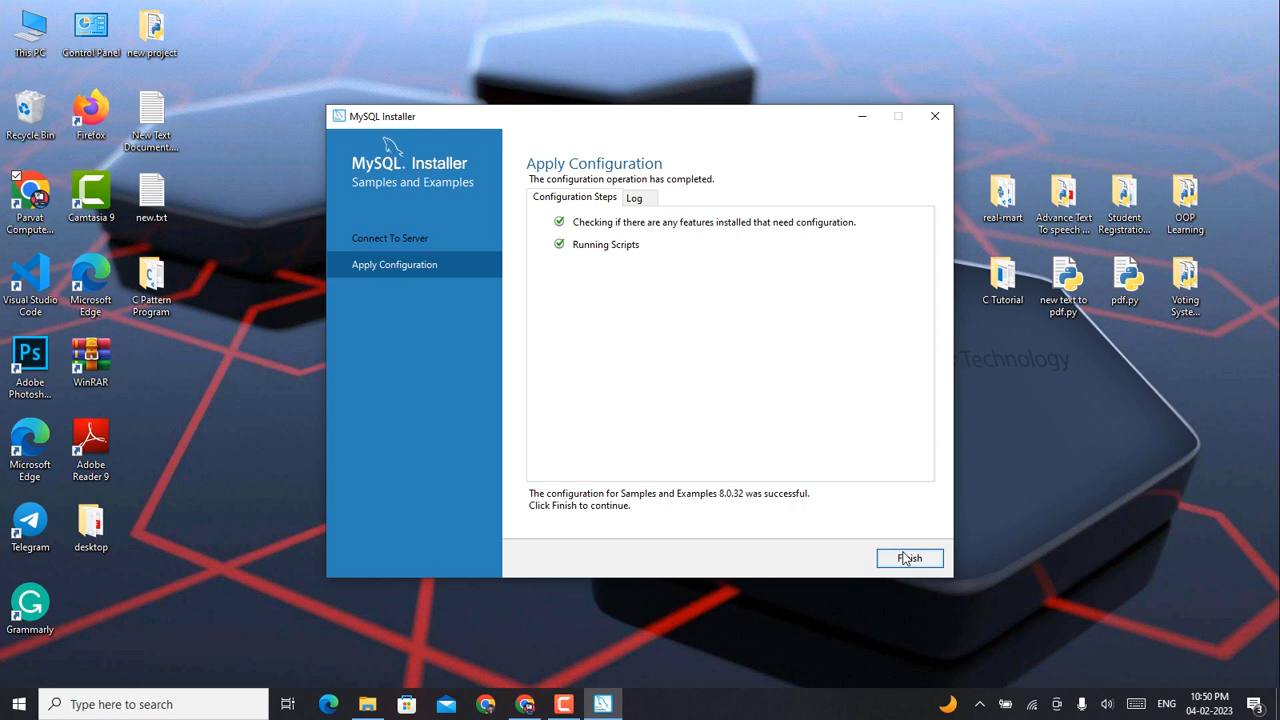 This PC
Control Panel
new project
Recycle Bin
Firefox
New Text
Document....
Parvat
Compute...
Camtasia 9
new.txt
Visual Studio
Code
Microsoft
Edge
C Pattern
Program
Adobe
Photosh...
WinRAR
Microsoft
Edge
Adobe
Reader 9
Telegram
desktop
Grammarly
MySQL Installer
MySQL. Installer
Samples and Examples
Connect To Server
Apply Configuration
Apply Configuration
The configuration operation has completed.
Configuration Steps
Log
Checking if there are any features installed that need configuration.
Running Scripts
The configuration for Samples and Examples 8.0.32 was successful.
Click Finish to continue.
Finish
real-mart
Advance Text
To speech ...
Student
Registratio...
OOP
Learning
C Tutorial
new text to
pdf.py
pdf.py
Voting
Syste...
Technology
Type here to search
ENG
10:50 PM
04-02-2023
3